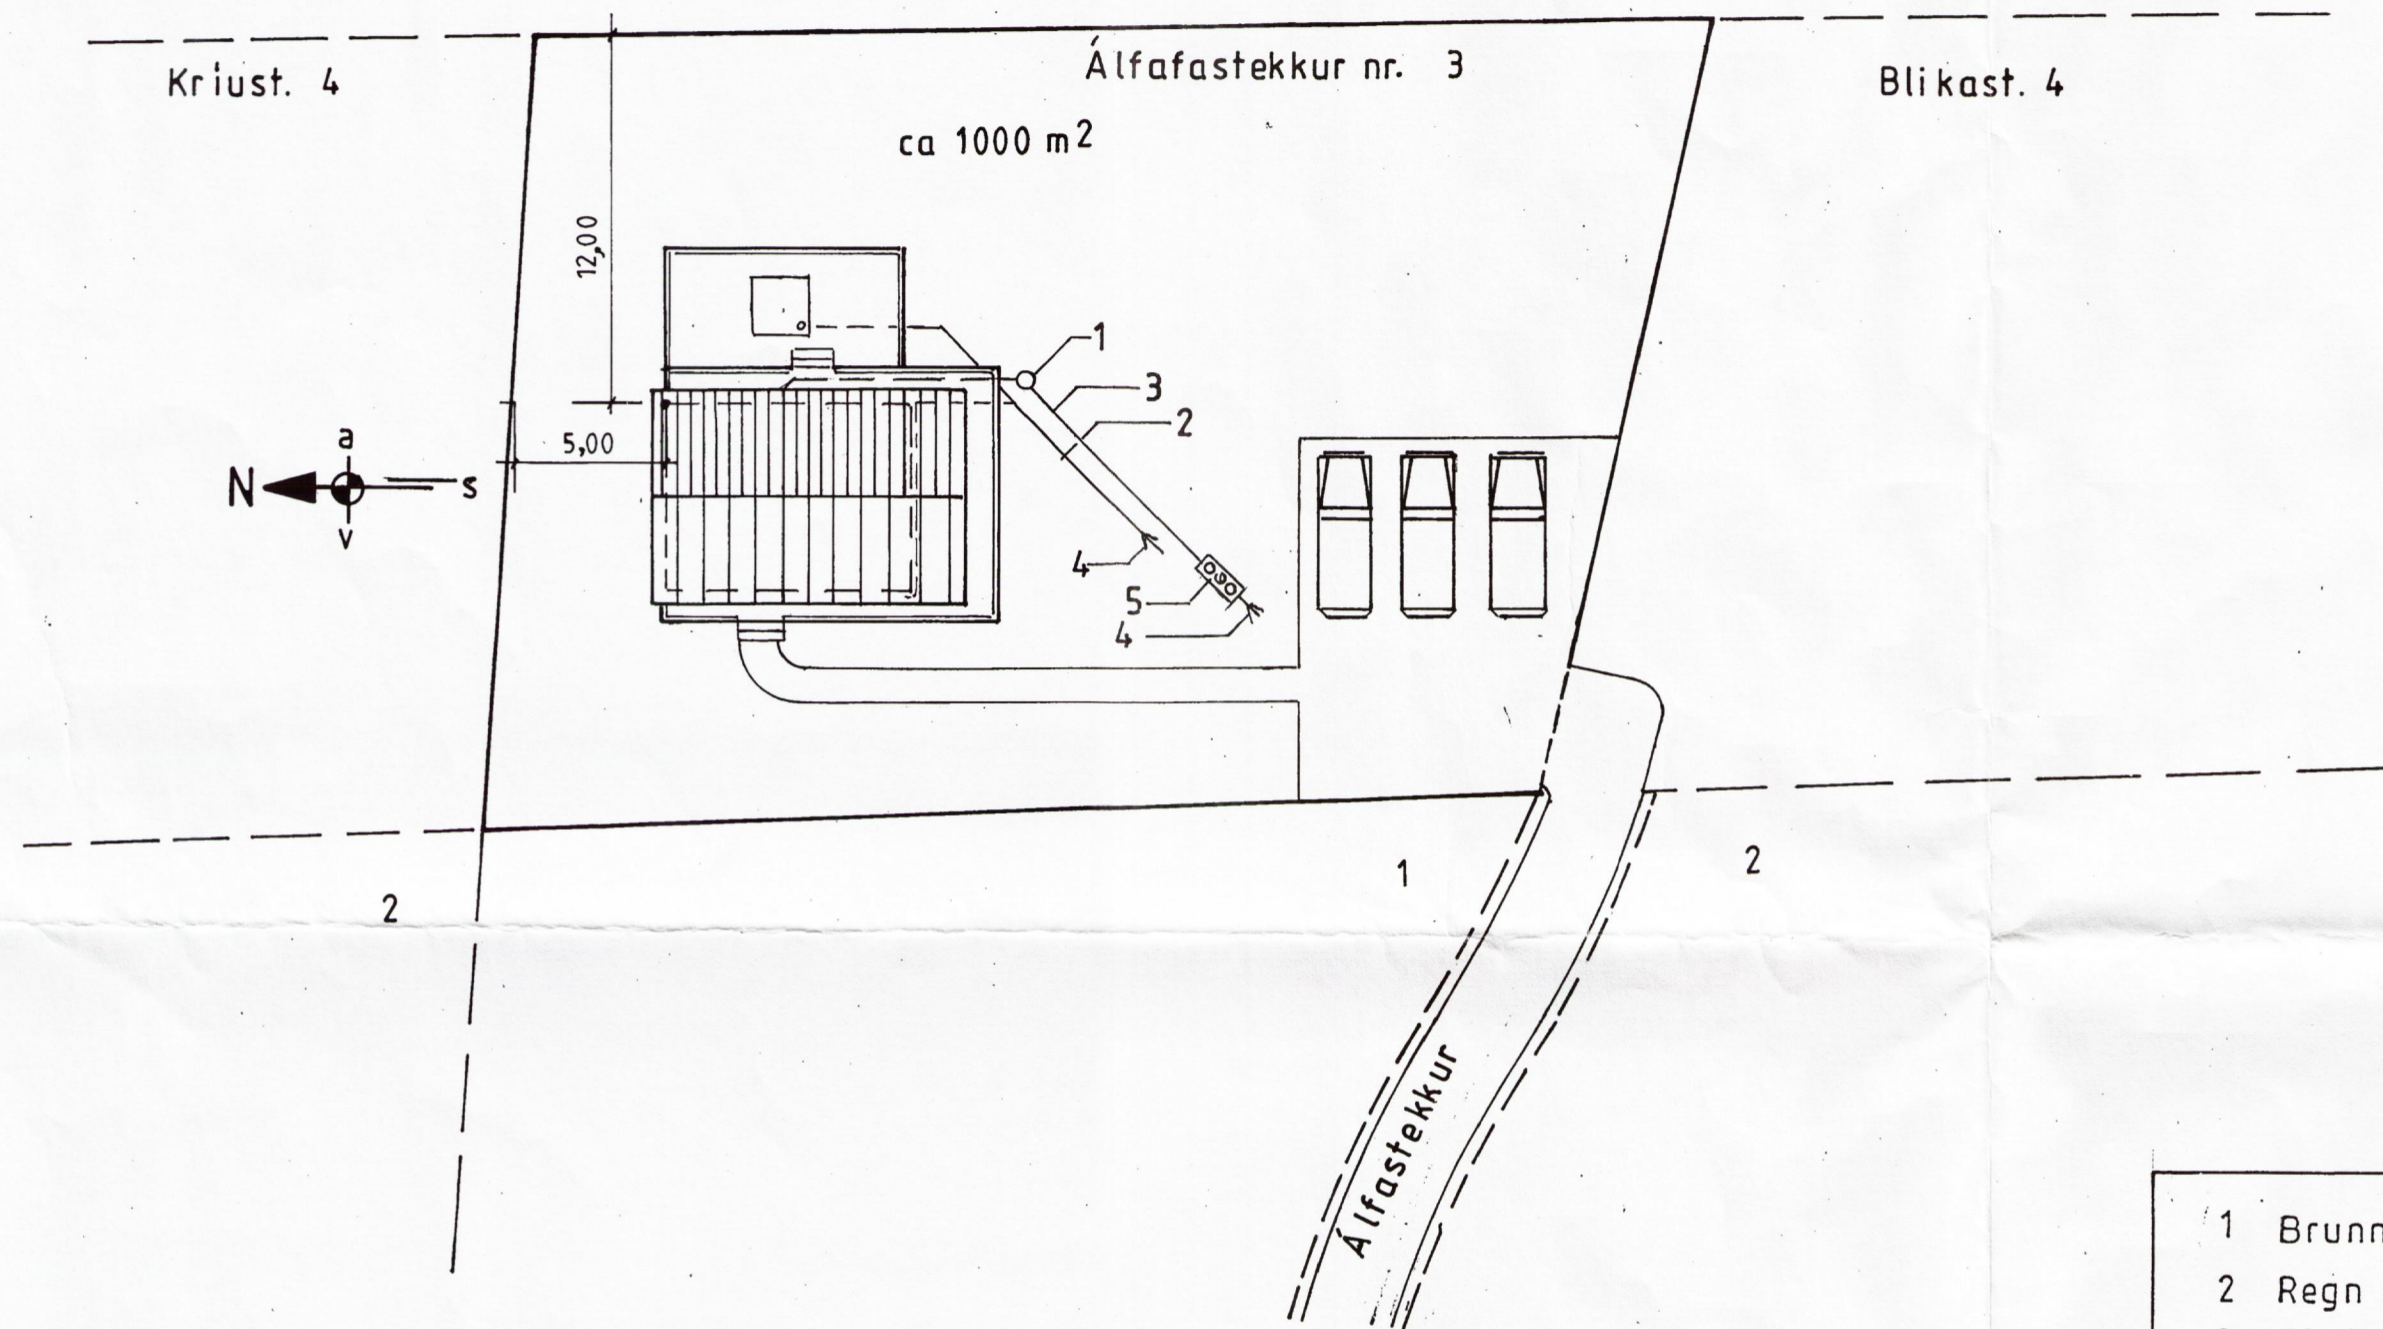 Kríust. 4
Álfafastekkur nr. 3
Blikast. 4
ca 1000 m2
12,00
1
3
2
5,00
a
N s
v
4
5
4
1
2
2
Álfastekkur
1 Brunn
2 Regn